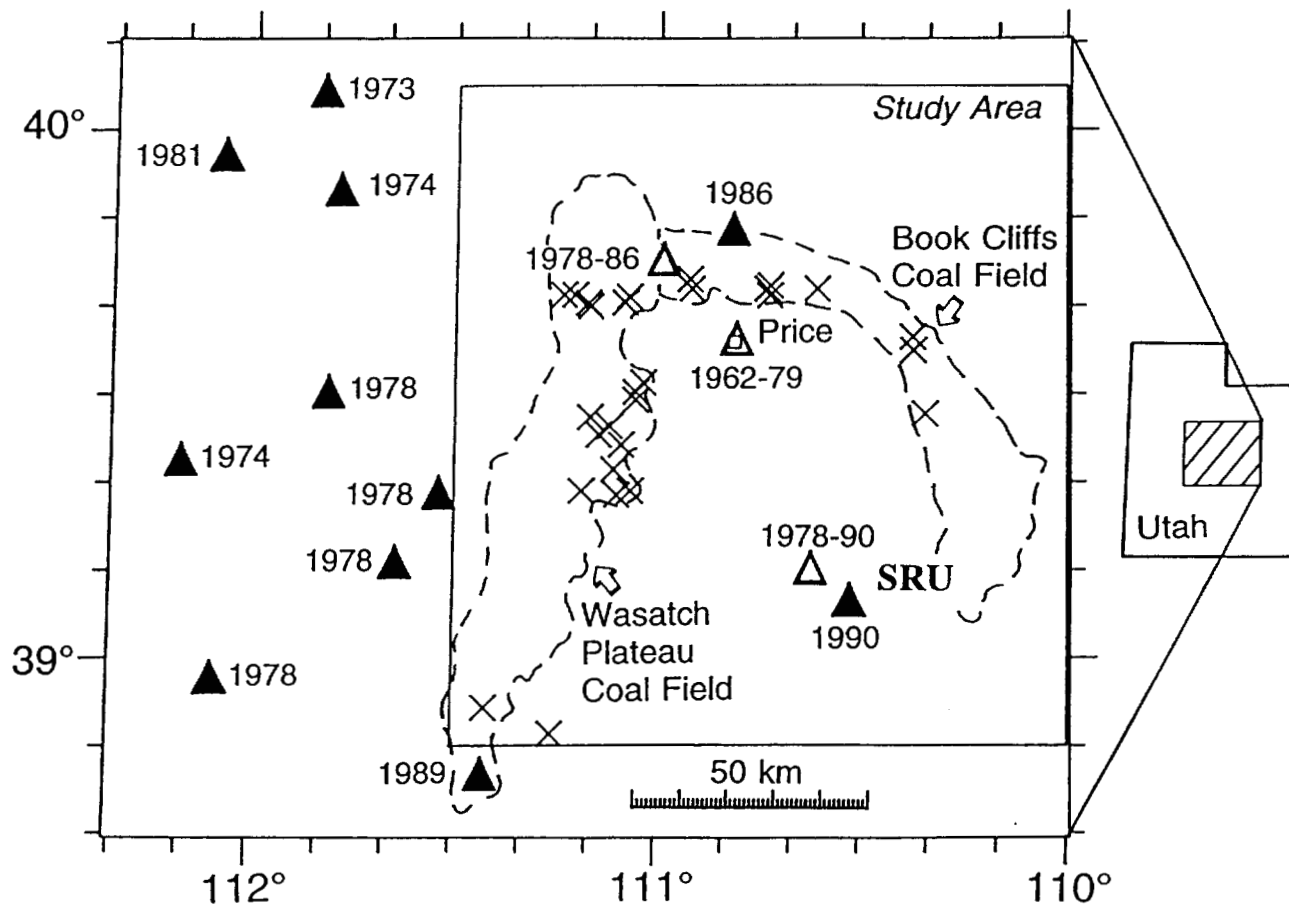 1973
40°
Study Area
1981
1974
1986
Book Cliffs
Coal Field
1978-86
Price
1962-79
1978
1974
1978
Utah
1978-90
1978
SRU
Wasatch
Plateau
Coal Field
1990
39°
1978
1989
50 km
112°
111°
110°